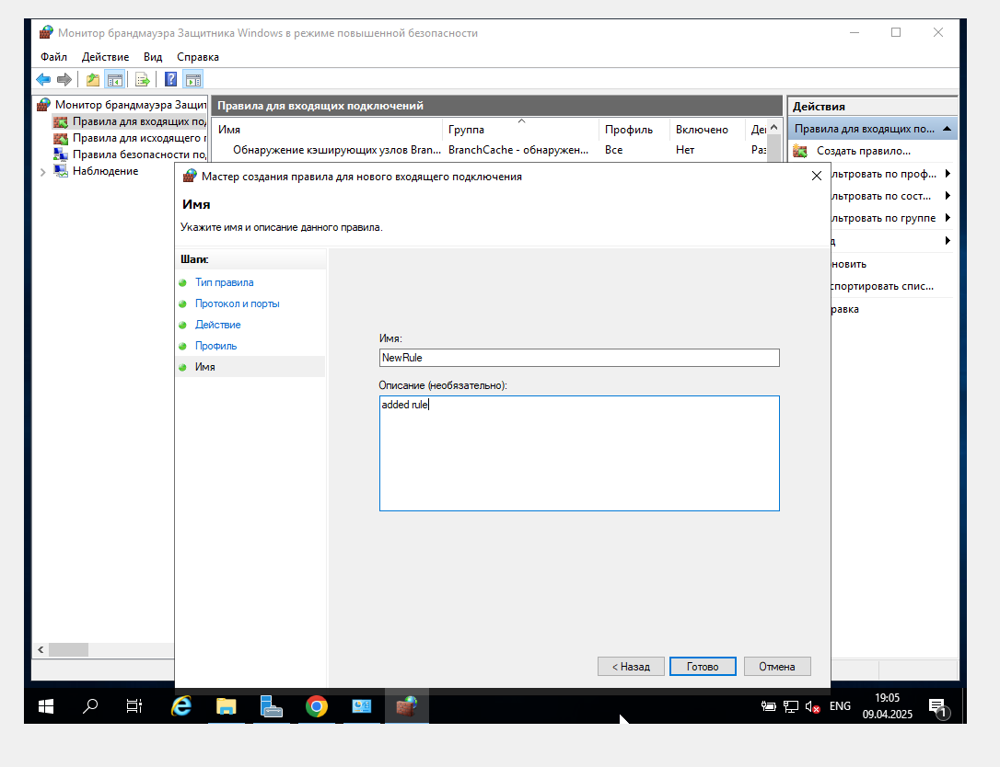 Монитор брандмауэра Защитника Windows в режиме повышенной безопасности
Файл Действие Вид Справка
Монитор брандмауэра Защит
Правила для входящих по
Правила для исходящего
Правила безопасности по
Наблюдение
Правила для входящих подключений
Имя Группа Профиль Включено Де
Обнаружение кэширующих узлов Bran... BranchCache - обнаружен... Все Нет Раз
Действия
Правила для входящих по...
Создать правило...
льтровать по проф...
льтровать по сост...
льтровать по группе
д
новить
спортировать спис...
равка
Мастер создания правила для нового входящего подключения
Имя
Укажите имя и описание данного правила.
Шаги:
Тип правила
Протокол и порты
Действие
Профиль
Имя
Имя:
NewRule
Описание (необязательно):
added rule
< Назад Готово Отмена
ENG
19:05
09.04.2025
1